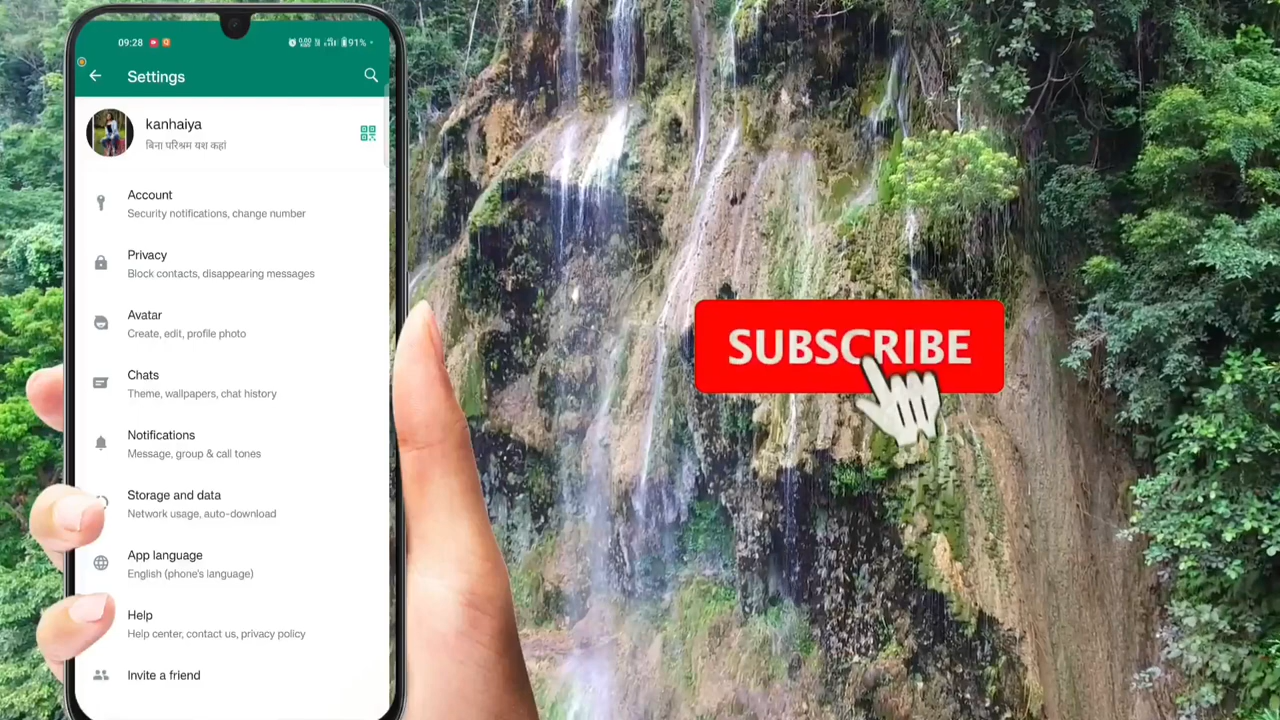 09:28 91%
Settings
kanhaiya
बिना परिश्रम यश कहां
Account
Security notifications, change number
Privacy
Block contacts, disappearing messages
Avatar
Create, edit, profile photo
Chats
Theme, wallpapers, chat history
Notifications
Message, group & call tones
Storage and data
Network usage, auto-download
App language
English (phone's language)
Help
Help center, contact us, privacy policy
Invite a friend
SUBSCRIBE